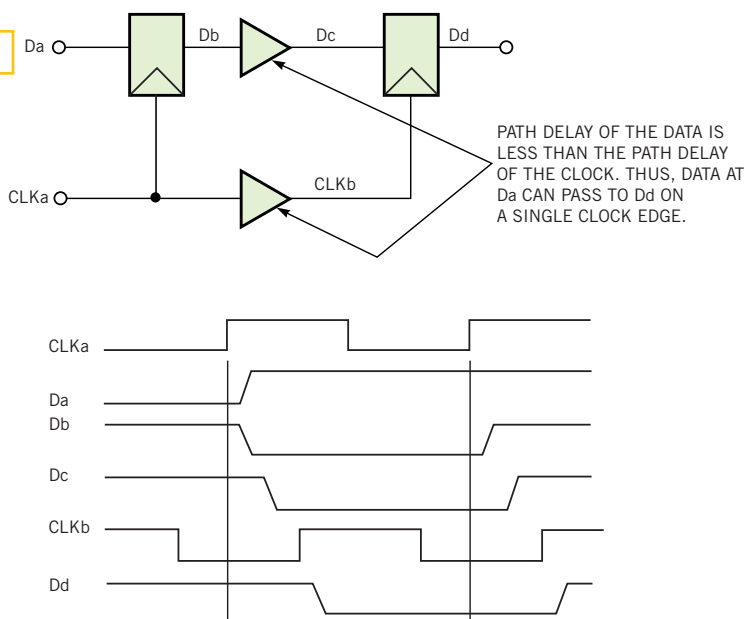 Da
Db
Dc
Dd
CLKa
CLKb
PATH DELAY OF THE DATA IS
LESS THAN THE PATH DELAY
OF THE CLOCK. THUS, DATA AT
Da CAN PASS TO Dd ON
A SINGLE CLOCK EDGE.
CLKa
Da
Db
Dc
CLKb
Dd